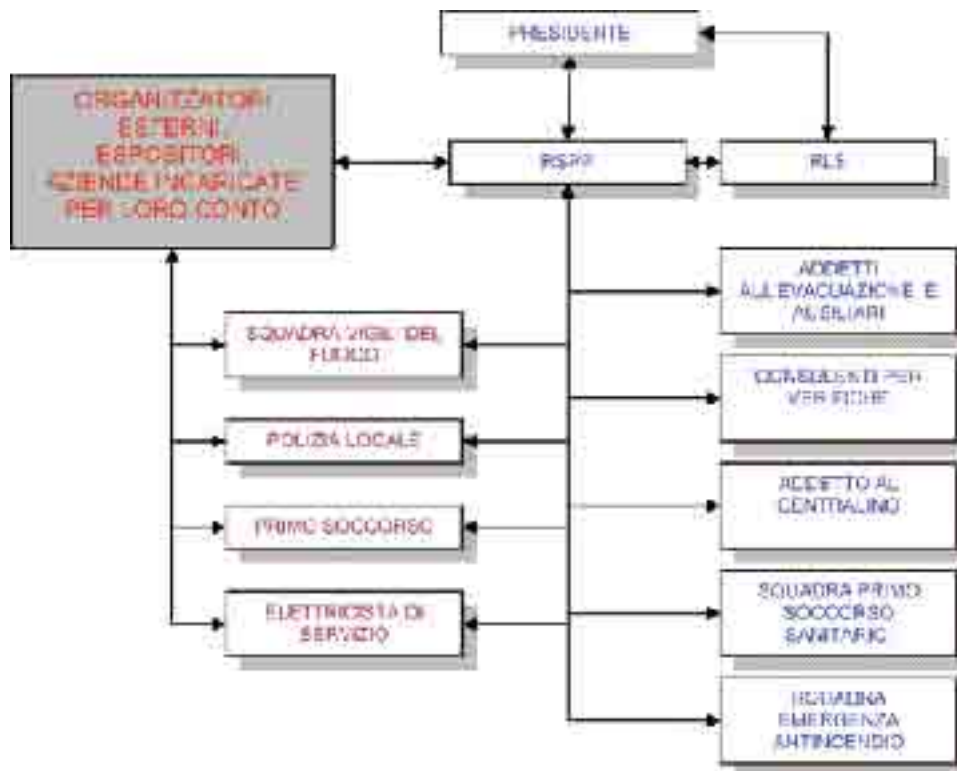 PRESIDENTE
ORGANIZZATORI
ESTERNI,
ESPOSITORI,
AZIENDE INCARICATE
PER LORO CONTO
RSPP
RLS
ADDETTI
ALL'EVACUAZIONE E
AUSILIARI
SQUADRA VIGILI DEL
FUOCO
CONSULENTI PER
VERIFICHE
POLIZIA LOCALE
ADDETTO AL
CENTRALINO
PRIMO SOCCORSO
SQUADRA PRIMO
SOCCORSO
SANITARIO
ELETTRICISTA DI
SERVIZIO
SQUADRA
EMERGENZA
ANTINCENDIO